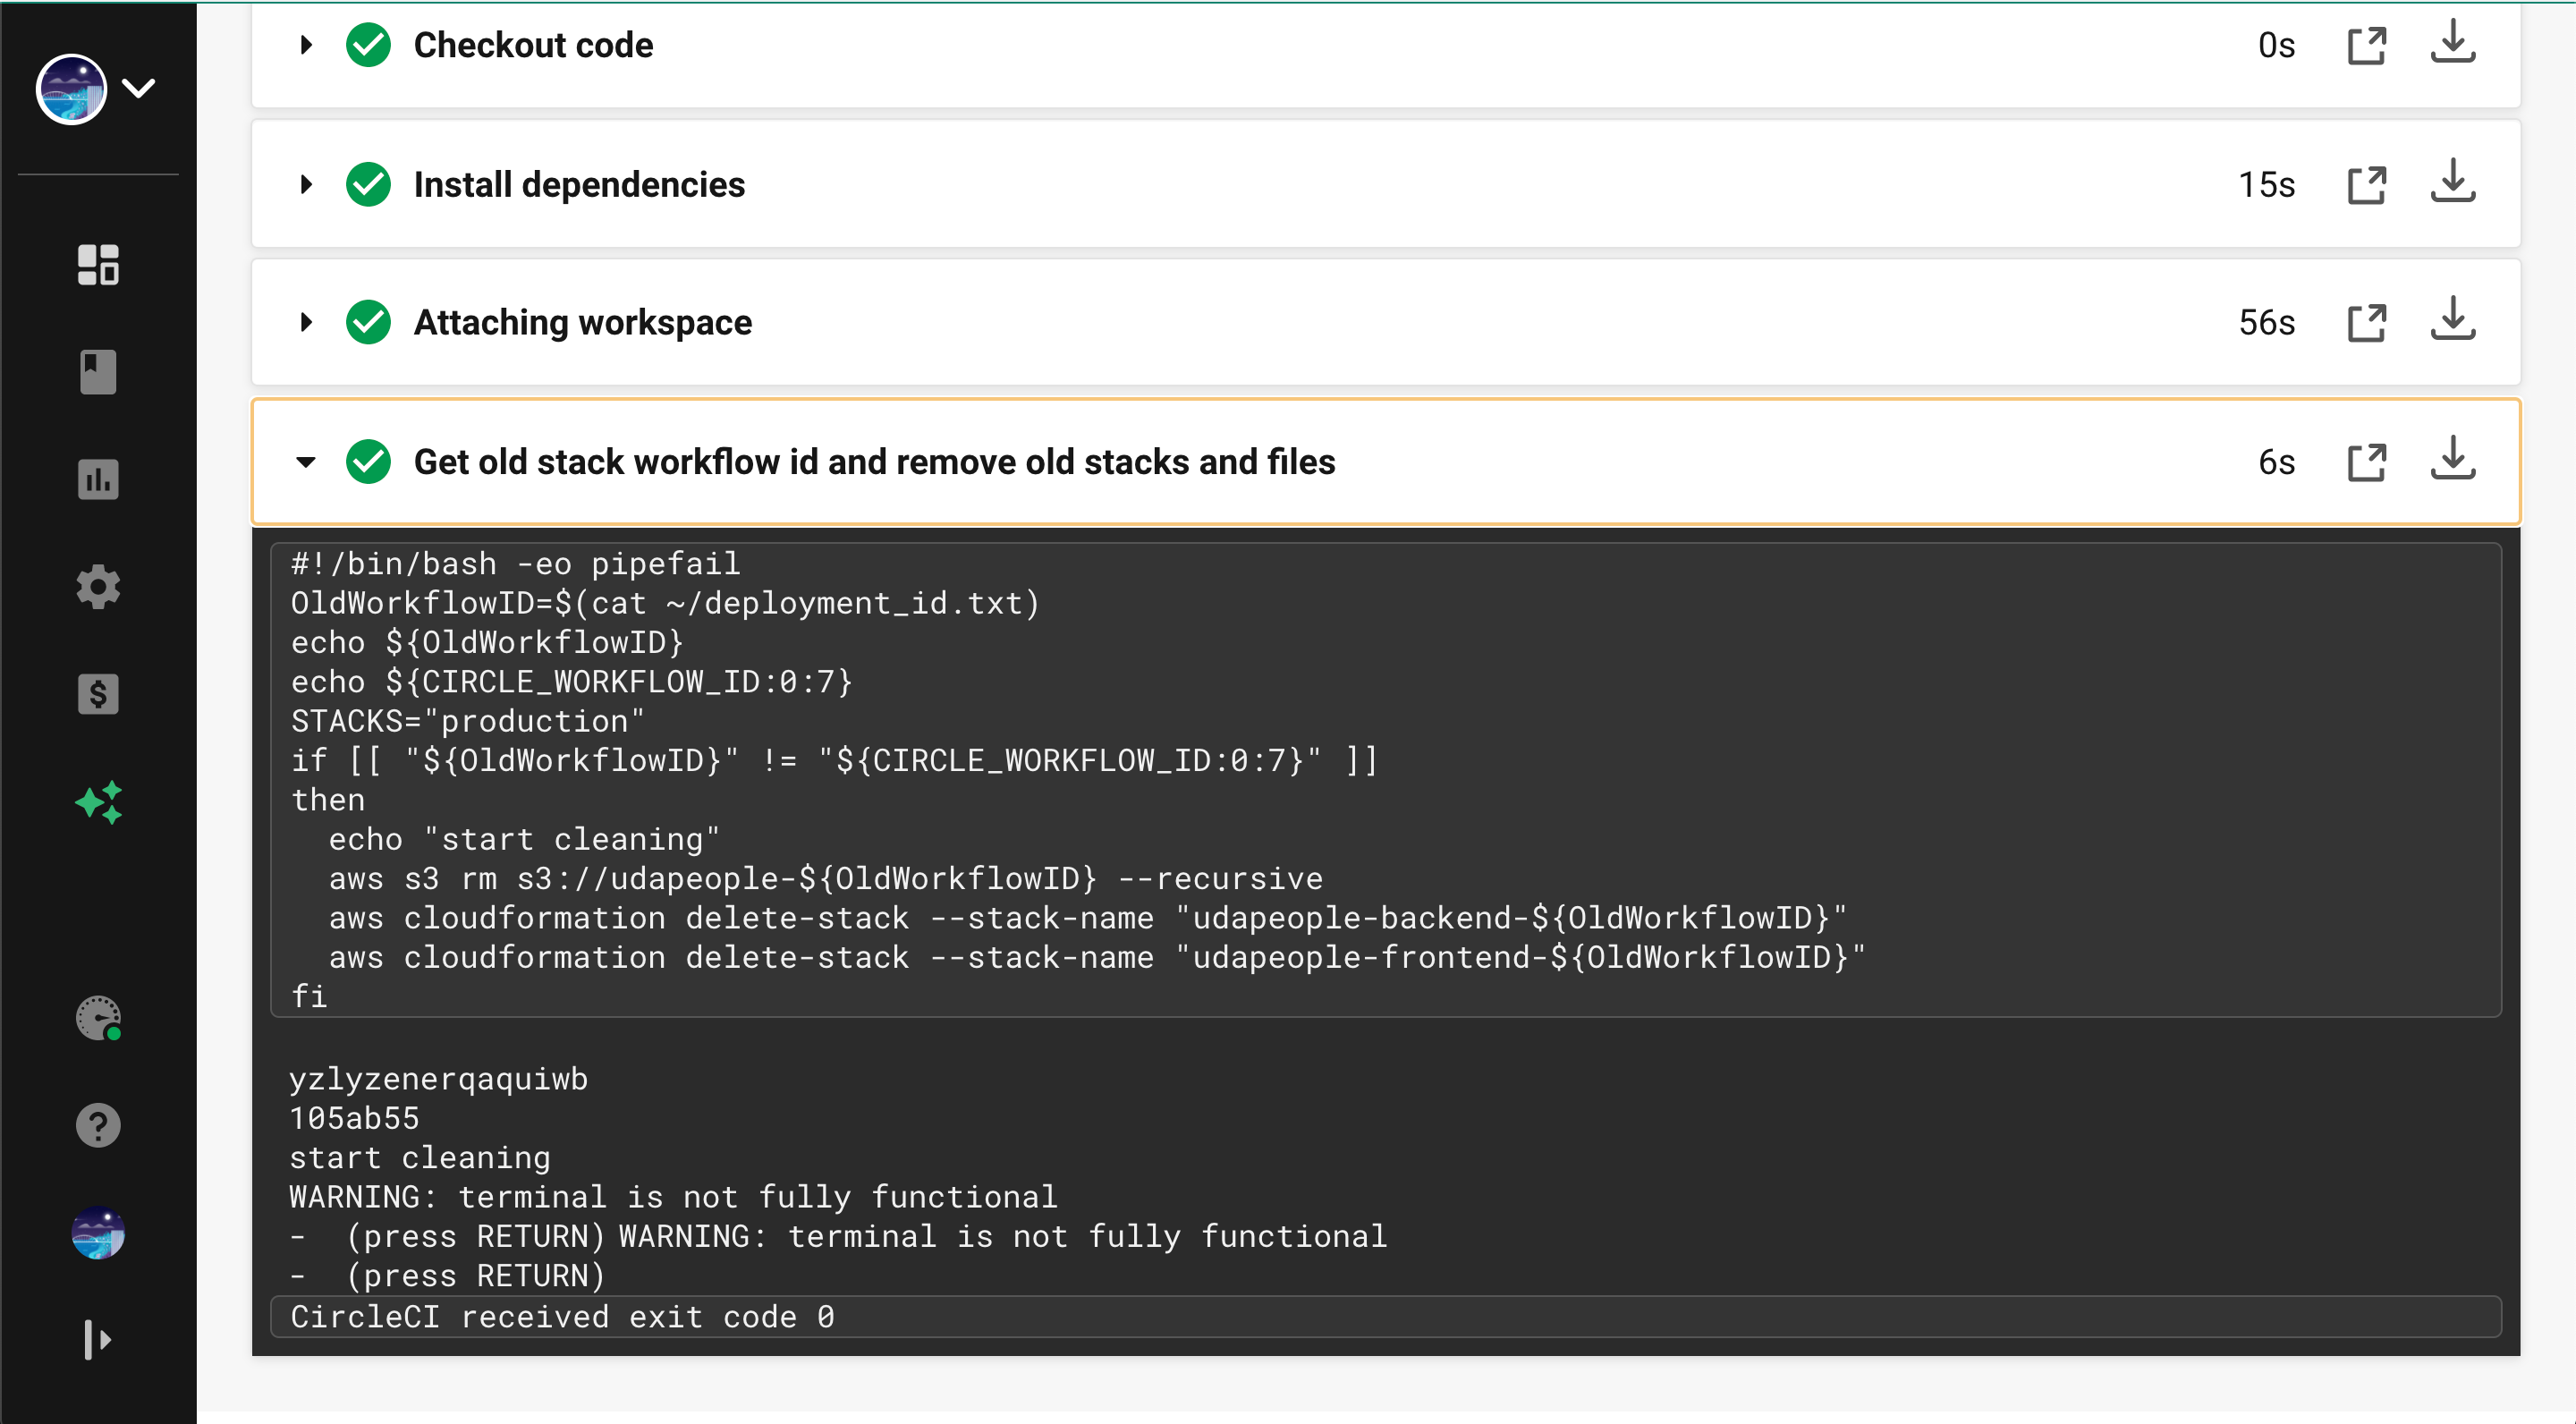 Checkout code
0s
Install dependencies
15s
Attaching workspace
56s
Get old stack workflow id and remove old stacks and files
6s
#!/bin/bash -eo pipefail
OldWorkflowID=$(cat ~/deployment_id.txt)
echo ${OldWorkflowID}
echo ${CIRCLE_WORKFLOW_ID:0:7}
STACKS="production"
if [[ "${OldWorkflowID}" != "${CIRCLE_WORKFLOW_ID:0:7}" ]]
then
  echo "start cleaning"
  aws s3 rm s3://udapeople-${OldWorkflowID} --recursive
  aws cloudformation delete-stack --stack-name "udapeople-backend-${OldWorkflowID}"
  aws cloudformation delete-stack --stack-name "udapeople-frontend-${OldWorkflowID}"
fi
yzlyzenerqaquiwb
105ab55
start cleaning
WARNING: terminal is not fully functional
-  (press RETURN) WARNING: terminal is not fully functional
-  (press RETURN)
CircleCI received exit code 0